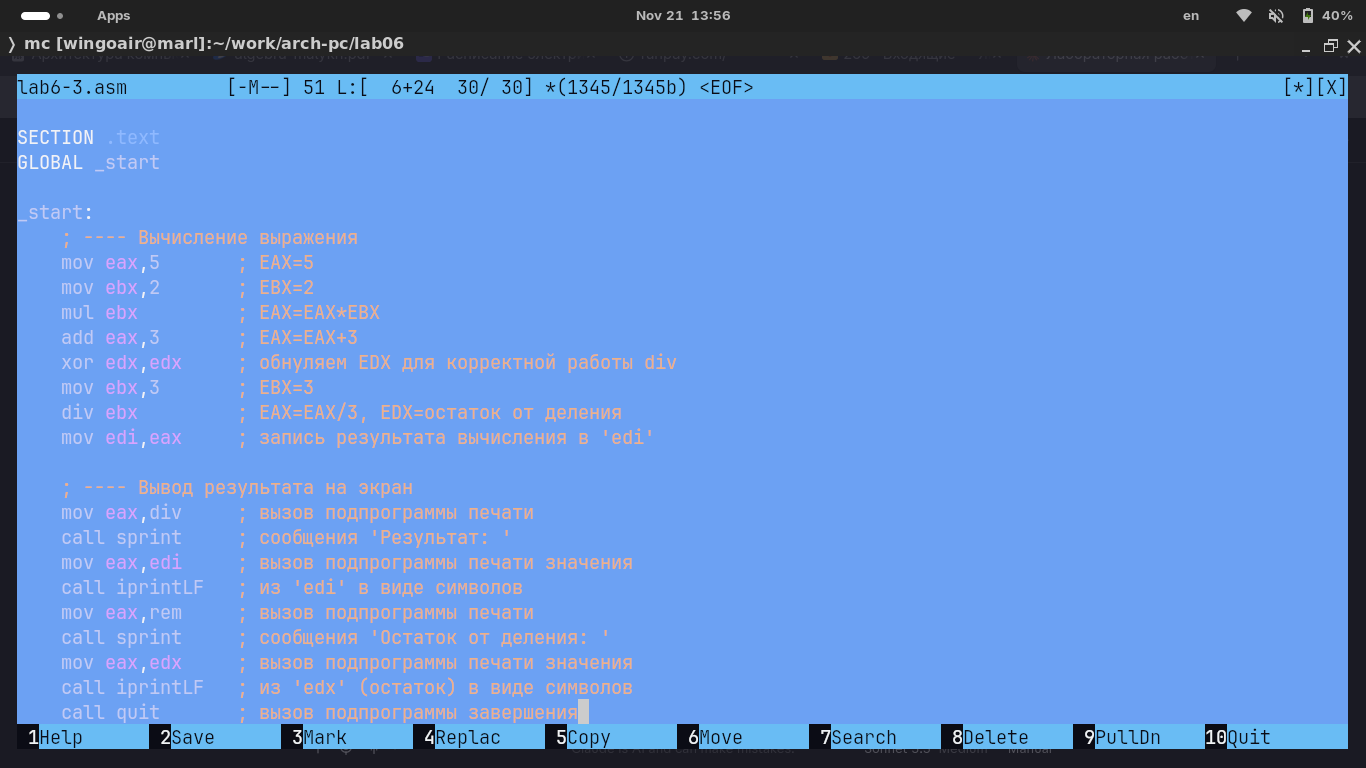 Apps Nov 21 13:56 en 40%
❭ mc [wingoair@marl]:~/work/arch-pc/lab06
lab6-3.asm [-M--] 51 L:[ 6+24 30/ 30] *(1345/1345b) <EOF> [*][X]
SECTION .text
GLOBAL _start
_start:
; ---- Вычисление выражения
mov eax,5 ; EAX=5
mov ebx,2 ; EBX=2
mul ebx ; EAX=EAX*EBX
add eax,3 ; EAX=EAX+3
xor edx,edx ; обнуляем EDX для корректной работы div
mov ebx,3 ; EBX=3
div ebx ; EAX=EAX/3, EDX=остаток от деления
mov edi,eax ; запись результата вычисления в 'edi'
; ---- Вывод результата на экран
mov eax,div ; вызов подпрограммы печати
call sprint ; сообщения 'Результат: '
mov eax,edi ; вызов подпрограммы печати значения
call iprintLF ; из 'edi' в виде символов
mov eax,rem ; вызов подпрограммы печати
call sprint ; сообщения 'Остаток от деления: '
mov eax,edx ; вызов подпрограммы печати значения
call iprintLF ; из 'edx' (остаток) в виде символов
call quit ; вызов подпрограммы завершения
1Help 2Save 3Mark 4Replac 5Copy 6Move 7Search 8Delete 9PullDn 10Quit